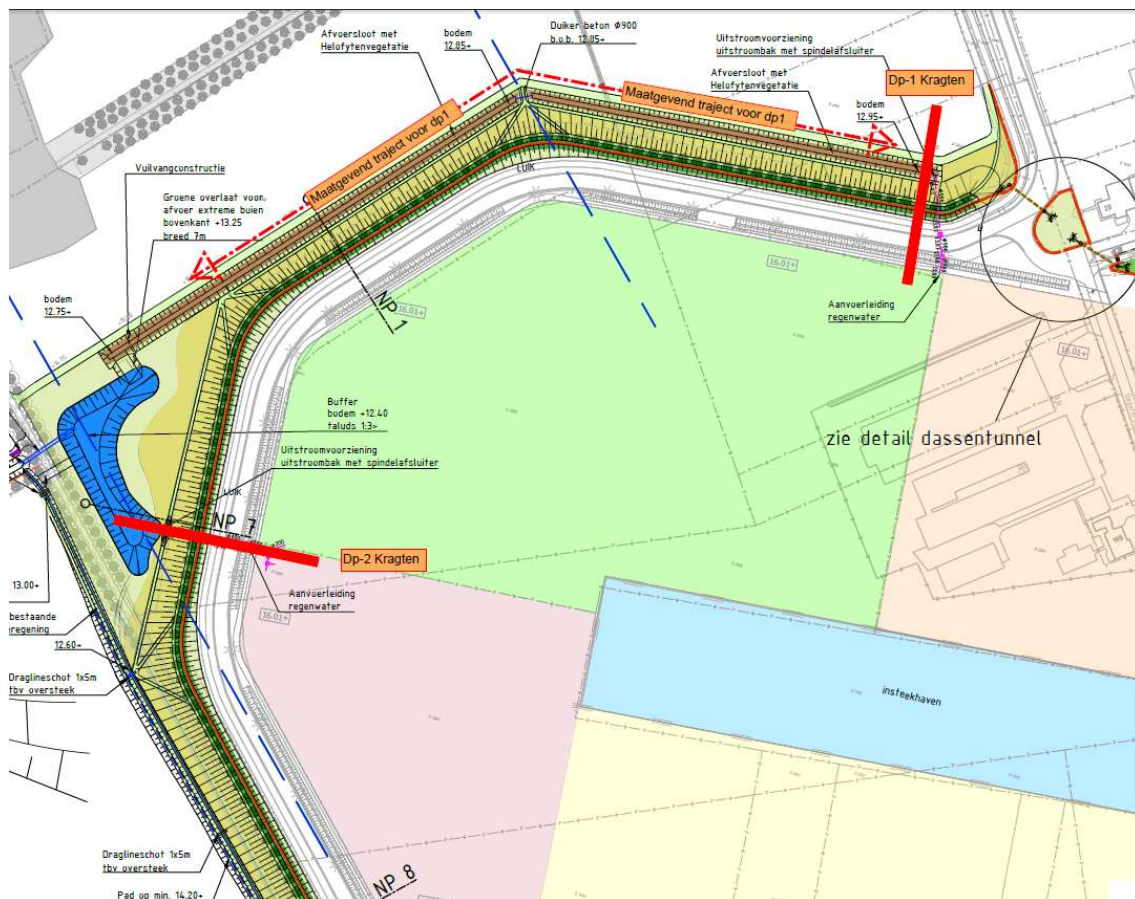 Afvoersloot met
Helofytenvegetatie
bodem
12.85+
Duiker beton Ø900
b.o.b. 12.85+
Uitstroomvoorziening
uitstroombak met spindelafsluiter
Afvoersloot met
Helofytenvegetatie
Dp-1 Kragten
bodem
12.95+
Maatgevend traject voor dp1
Maatgevend traject voor dp1
Vuilvangconstructie
Groene overlaat voor.
afvoer extreme buien
bovenkant +13.25
breed 7m
LUIK
bodem
12.75+
NP 1
16.01+
16.01+
Aanvoerleiding
regenwater
16.01+
Buffer
bodem +12.40
taluds 1:3>
zie detail dassentunnel
Uitstroomvoorziening
uitstroombak met spindelafsluiter
LUIK
NP 7
Dp-2 Kragten
13.00+
Aanvoerleiding
regenwater
16.01+
bestaande
eregening
12.60+
Draglineschot 1x5m
tbv oversteek
insteekhaven
Draglineschot 1x5m
tbv oversteek
NP 8
Pad op min. 14.20+